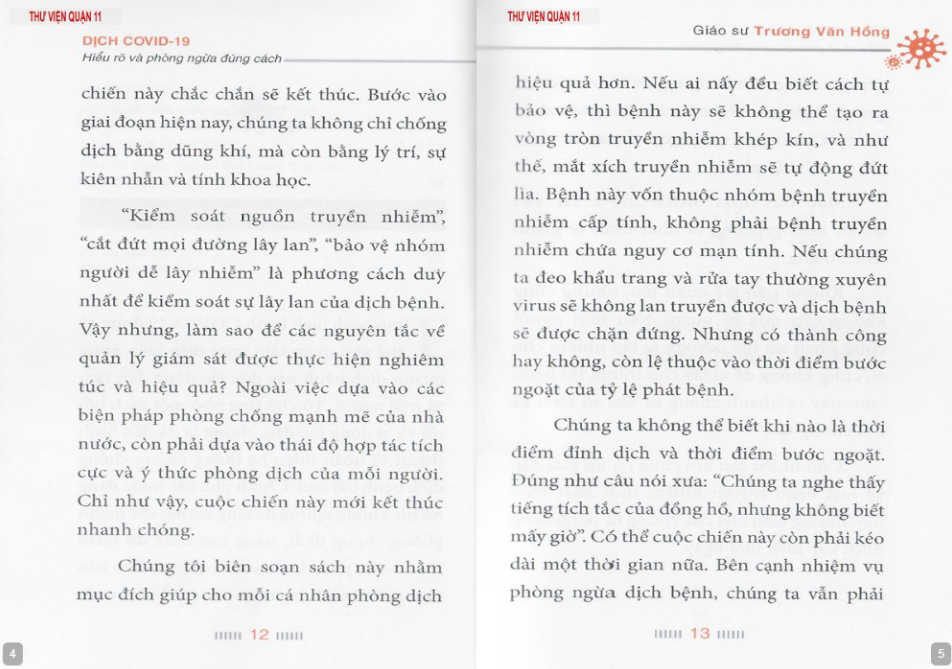 THƯ VIỆN QUẬN 11
DỊCH COVID-19
Hiểu rõ và phòng ngừa đúng cách
chiến này chắc chắn sẽ kết thúc. Bước vào
giai đoạn hiện nay, chúng ta không chỉ chống
dịch bằng dũng khí, mà còn bằng lý trí, sự
kiên nhẫn và tính khoa học.
“Kiểm soát nguồn truyền nhiễm”,
“cắt đứt mọi đường lây lan”, “bảo vệ nhóm
người dễ lây nhiễm” là phương cách duy
nhất để kiểm soát sự lây lan của dịch bệnh.
Vậy nhưng, làm sao để các nguyên tắc về
quản lý giám sát được thực hiện nghiêm
túc và hiệu quả? Ngoài việc dựa vào các
biện pháp phòng chống mạnh mẽ của nhà
nước, còn phải dựa vào thái độ hợp tác tích
cực và ý thức phòng dịch của mỗi người.
Chỉ như vậy, cuộc chiến này mới kết thúc
nhanh chóng.
Chúng tôi biên soạn sách này nhằm
mục đích giúp cho mỗi cá nhân phòng dịch
12
4
THƯ VIỆN QUẬN 11
Giáo sư Trương Văn Hồng
hiệu quả hơn. Nếu ai nấy đều biết cách tự
bảo vệ, thì bệnh này sẽ không thể tạo ra
vòng tròn truyền nhiễm khép kín, và như
thế, mắt xích truyền nhiễm sẽ tự động đứt
lìa. Bệnh này vốn thuộc nhóm bệnh truyền
nhiễm cấp tính, không phải bệnh truyền
nhiễm chứa nguy cơ mạn tính. Nếu chúng
ta đeo khẩu trang và rửa tay thường xuyên
virus sẽ không lan truyền được và dịch bệnh
sẽ được chặn đứng. Nhưng có thành công
hay không, còn lệ thuộc vào thời điểm bước
ngoặt của tỷ lệ phát bệnh.
Chúng ta không thể biết khi nào là thời
điểm đỉnh dịch và thời điểm bước ngoặt.
Đúng như câu nói xưa: “Chúng ta nghe thấy
tiếng tích tắc của đồng hồ, nhưng không biết
mấy giờ”. Có thể cuộc chiến này còn phải kéo
dài một thời gian nữa. Bên cạnh nhiệm vụ
phòng ngừa dịch bệnh, chúng ta vẫn phải
13
5